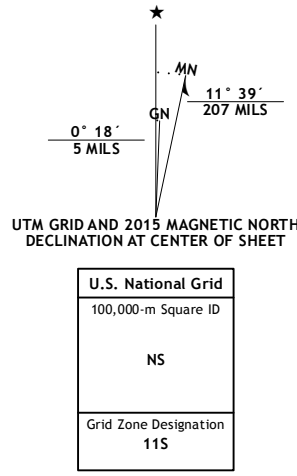 ★
MN
GN
11° 39´
207 MILS
0° 18´
5 MILS
UTM GRID AND 2015 MAGNETIC NORTH
DECLINATION AT CENTER OF SHEET
U.S. National Grid
100,000-m Square ID
NS
Grid Zone Designation
11S